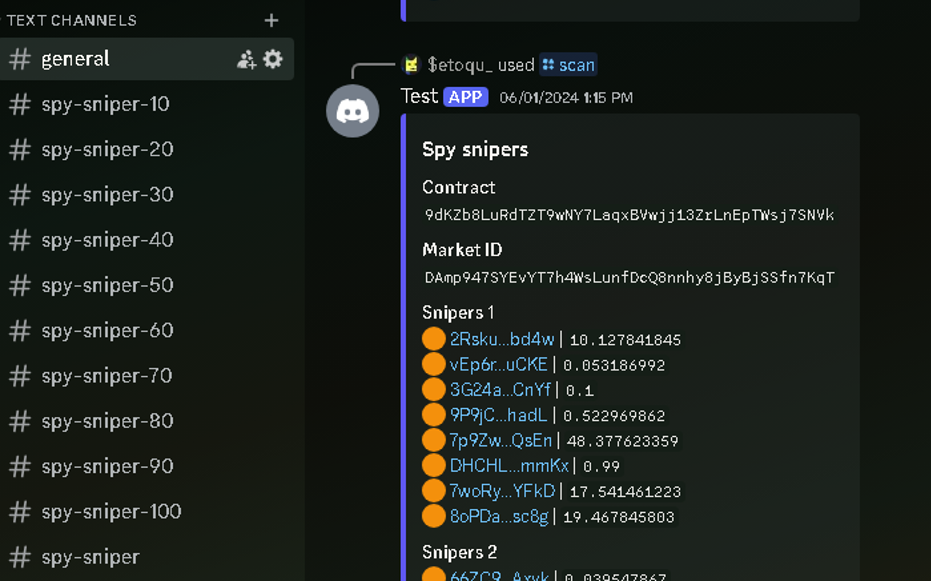 TEXT CHANNELS
# general
# spy-sniper-10
# spy-sniper-20
# spy-sniper-30
# spy-sniper-40
# spy-sniper-50
# spy-sniper-60
# spy-sniper-70
# spy-sniper-80
# spy-sniper-90
# spy-sniper-100
# spy-sniper
$etoqu_ used scan
Test APP 06/01/2024 1:15 PM
Spy snipers
Contract
9dKZb8LuRdTZT9wNY7LaqxBVwjj13ZrLnEpTWsj7SNVk
Market ID
DAmp947SYEvYT7h4WsLunfDcQ8nnhy8jByBjSSfn7KqT
Snipers 1
2Rsku...bd4w | 10.127841845
vEp6r...uCKE | 0.053186992
3G24a...CnYf | 0.1
9P9jC...hadL | 0.522969862
7p9Zw...QsEn | 48.377623359
DHCHL...mmKx | 0.99
7woRy...YFkD | 17.541461223
8oPDa...sc8g | 19.467845803
Snipers 2
66ZC9...Axyk | 0.039547867